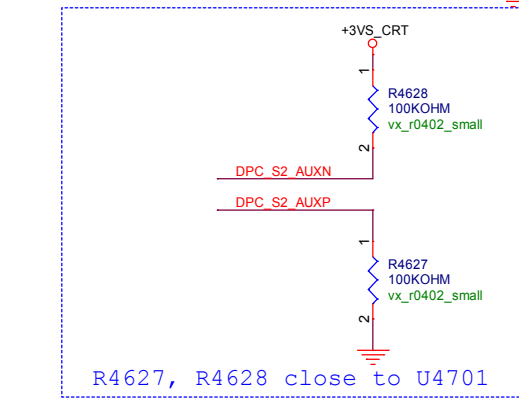 +3VS_CRT
1
R4628
100KOHM
vx_r0402_small
2
DPC_S2_AUXN
DPC_S2_AUXP
1
R4627
100KOHM
vx_r0402_small
2
R4627, R4628 close to U4701